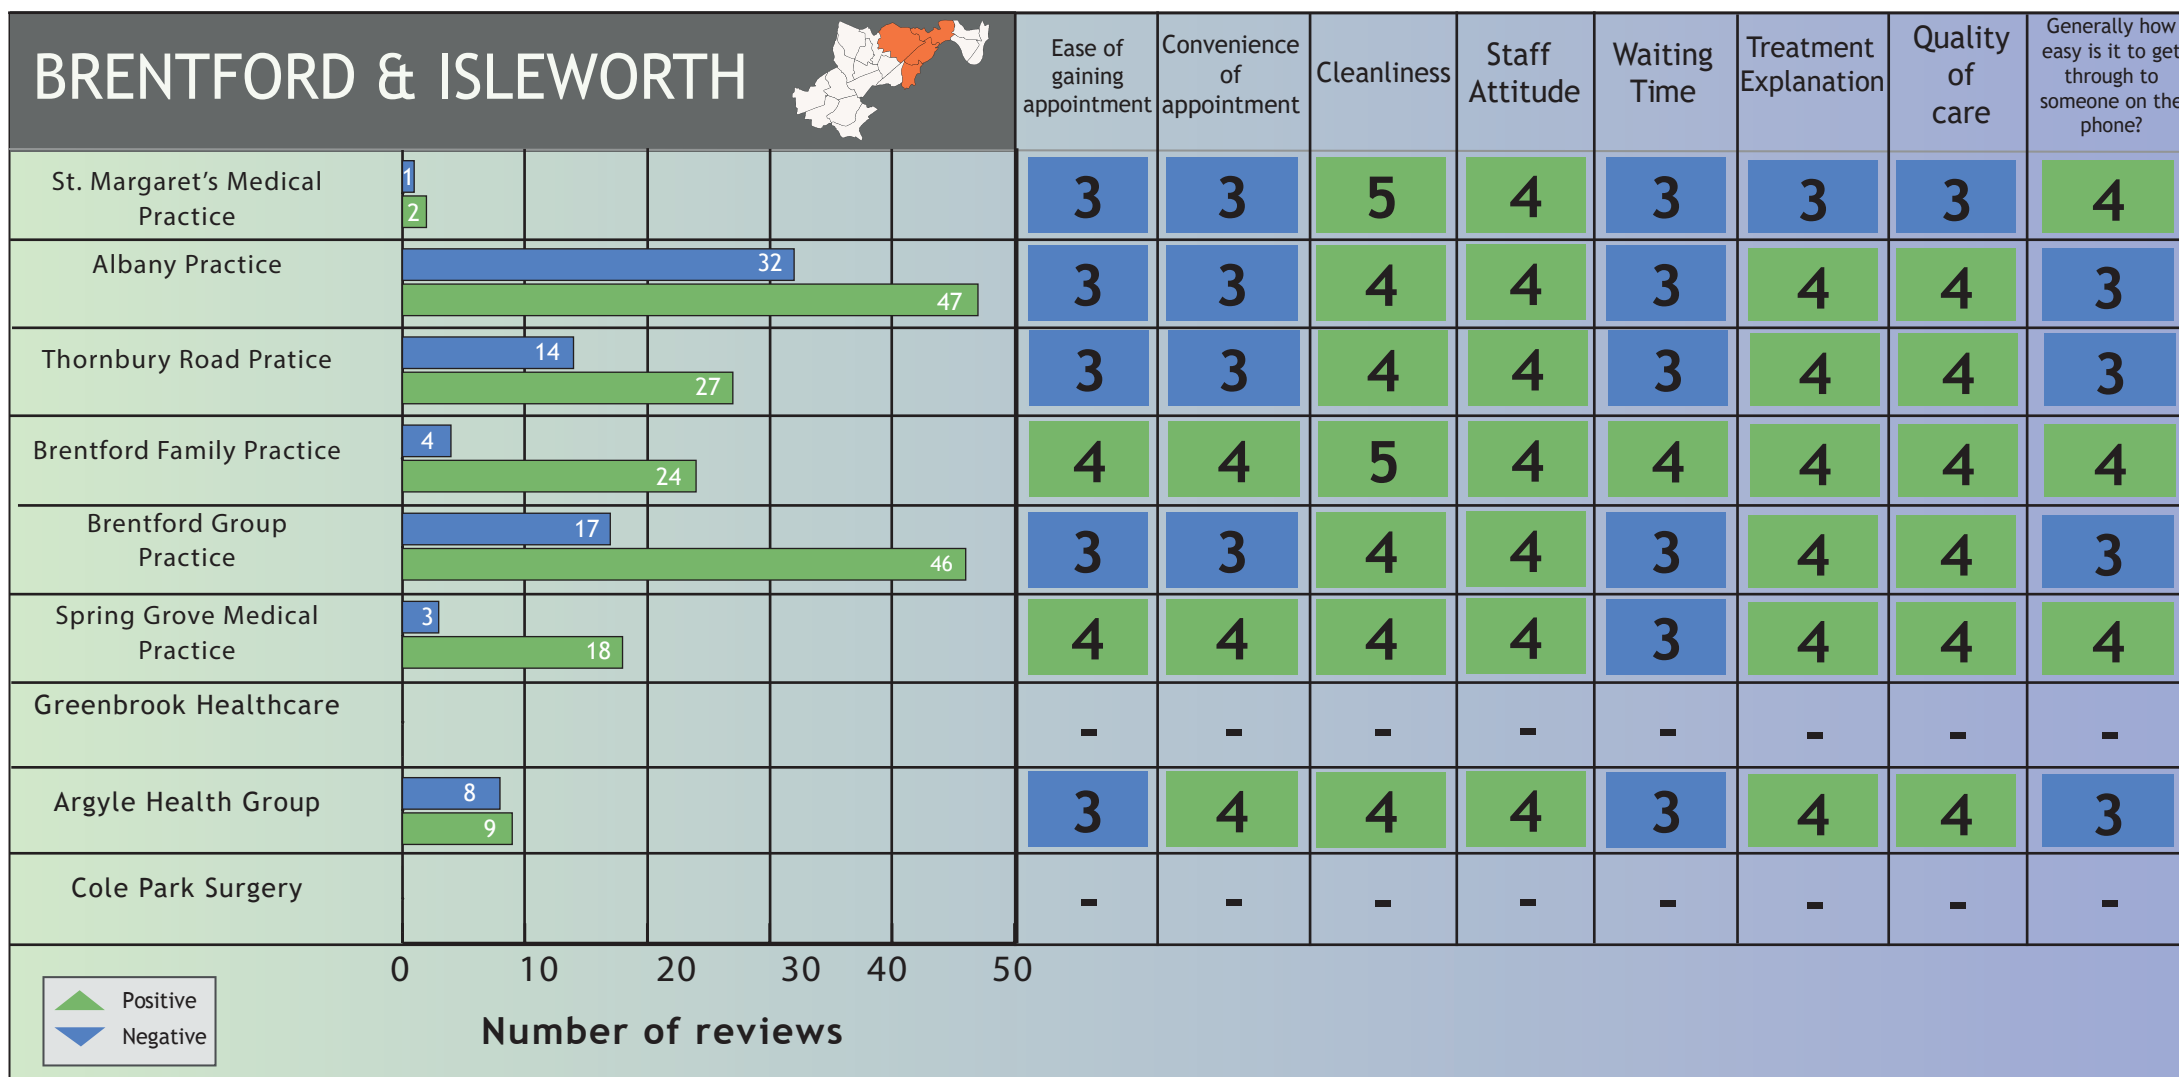 BRENTFORD & ISLEWORTH
Ease of
gaining
appointment
Convenience
of
appointment
Cleanliness
Staff
Attitude
Waiting
Time
Treatment
Explanation
Quality
of
care
Generally how
easy is it to get
through to
someone on the
phone?
St. Margaret's Medical
Practice
1
2
3 3 5 4 3 3 3 4
Albany Practice
32
47
3 3 4 4 3 4 4 3
Thornbury Road Pratice
14
27
3 3 4 4 3 4 4 3
Brentford Family Practice
4
24
4 4 5 4 4 4 4 4
Brentford Group
Practice
17
46
3 3 4 4 3 4 4 3
Spring Grove Medical
Practice
3
18
4 4 4 4 3 4 4 4
Greenbrook Healthcare
- - - - - - - -
Argyle Health Group
8
9
3 4 4 4 3 4 4 3
Cole Park Surgery
- - - - - - - -
0 10 20 30 40 50
Number of reviews
Positive
Negative